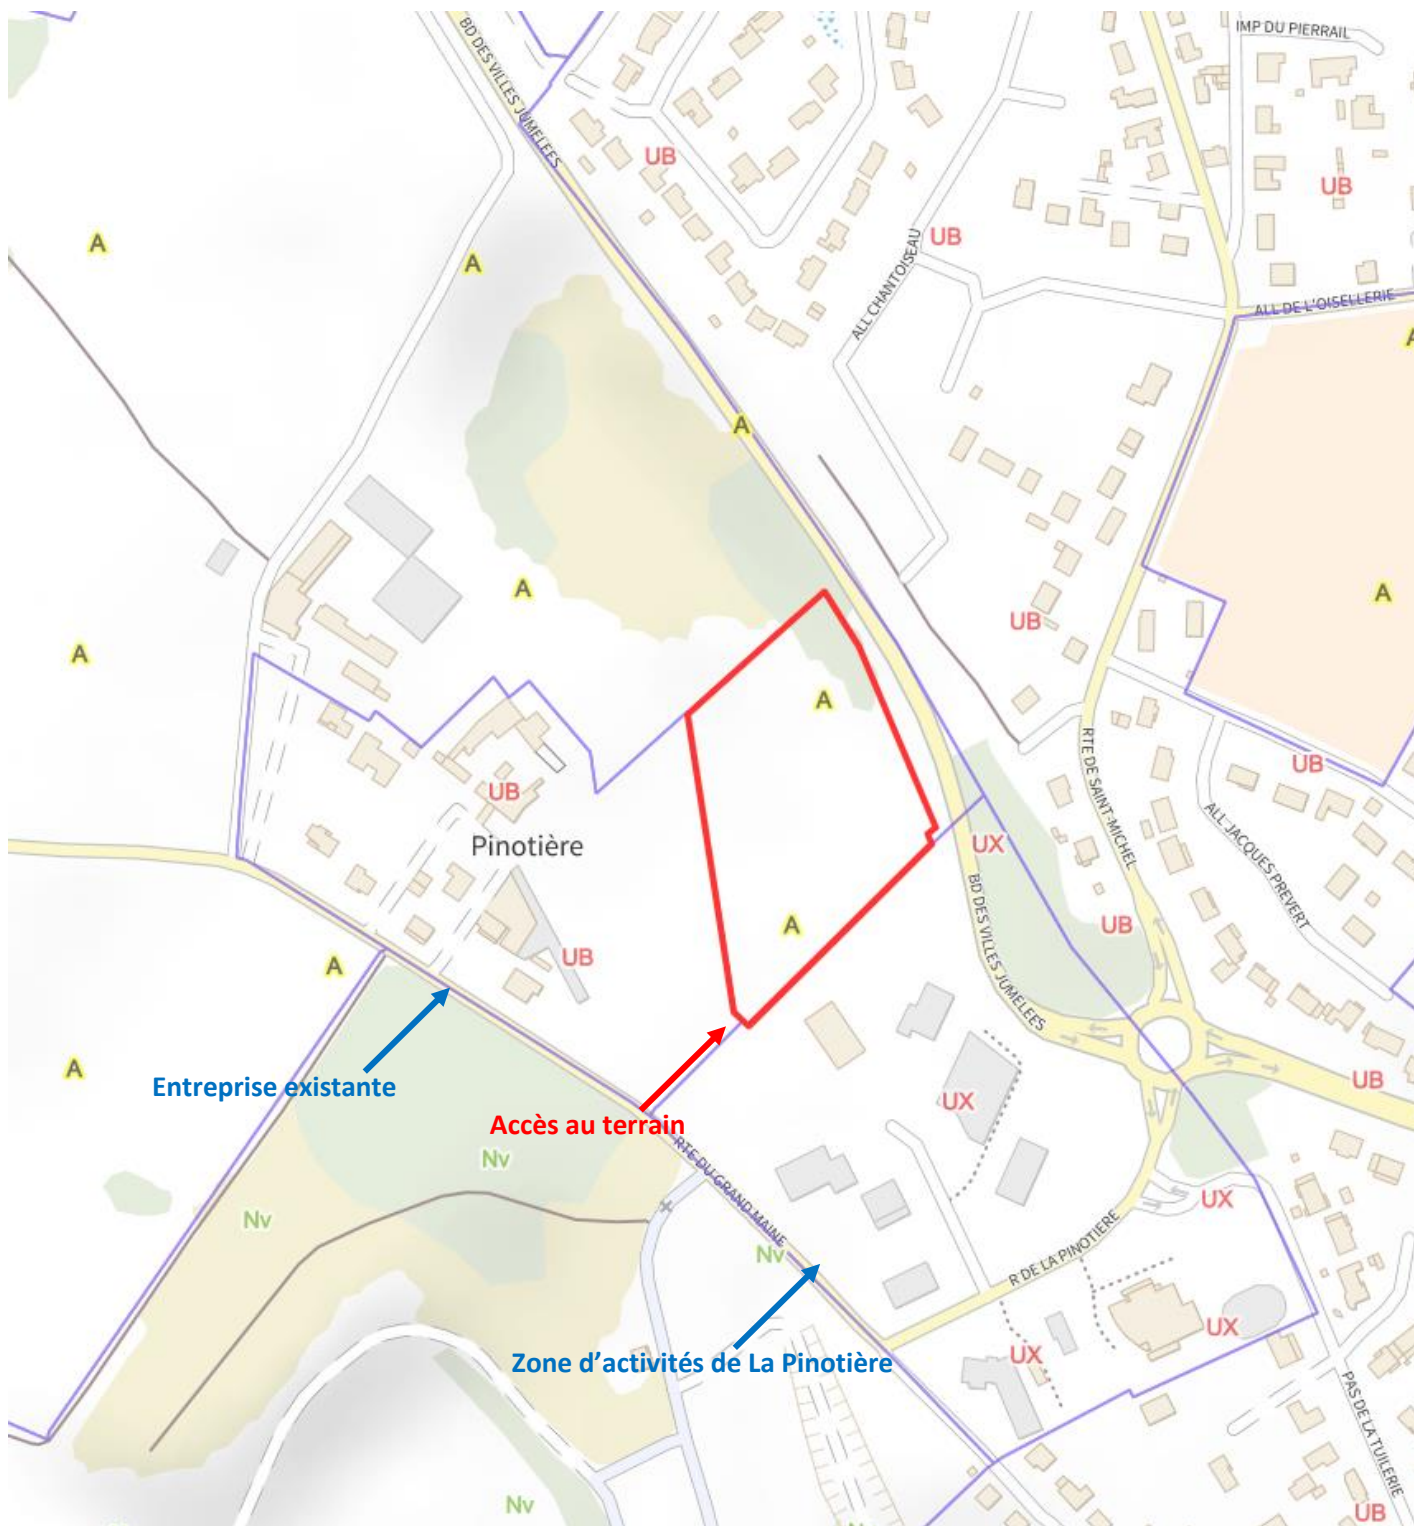 BD DES VILLES JUMELEES
IMP DU PIERRAIL
UB
UB
A
UB
A
ALL CHANTOISEAU
ALL DE L'OISELLERIE
A
A
A
A
UB
A
A
RTE DE SAINT-MICHEL
UB
UB
Pinotière
UX
ALL JACQUES PREVERT
BD DES VILLES JUMELEES
A
UB
UB
A
A
Entreprise existante
UB
UX
Accès au terrain
RTE DU GRAND MAINE
Nv
UX
Nv
Nv
R DE LA PINOTIERE
UX
UX
Zone d'activités de La Pinotière
PAS DE LA TUILERIE
Nv
UB